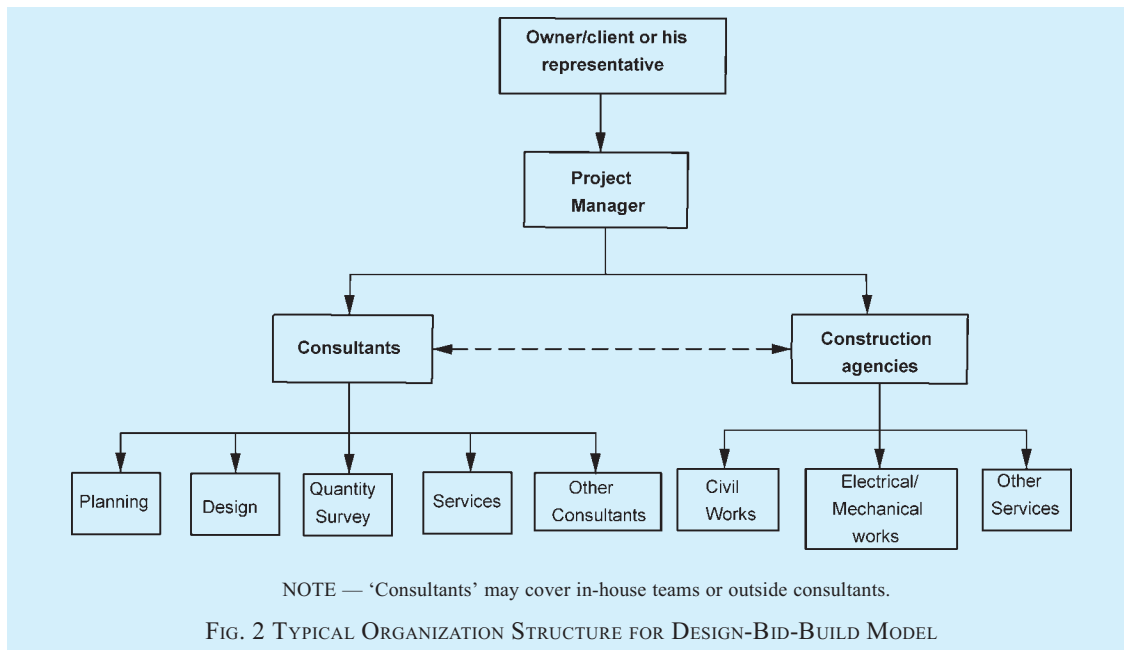 Owner/client or his
representative
Project
Manager
Consultants
Construction
agencies
Planning
Design
Quantity
Survey
Services
Other
Consultants
Civil
Works
Electrical/
Mechanical
works
Other
Services
NOTE — ‘Consultants’ may cover in-house teams or outside consultants.
FIG. 2 TYPICAL ORGANIZATION STRUCTURE FOR DESIGN-BID-BUILD MODEL